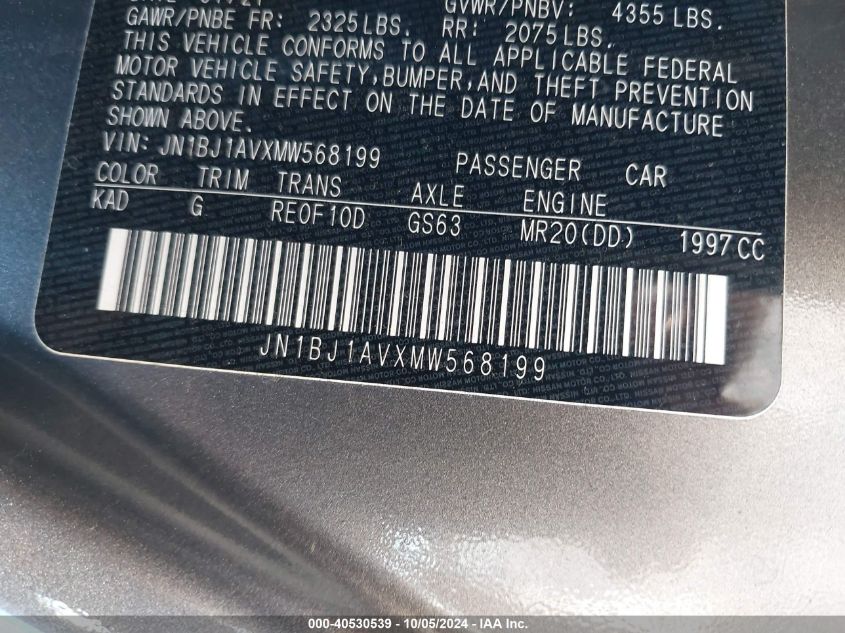 GVWR/PNBV: 4355 LBS.
GAWR/PNBE FR: 2325 LBS. RR: 2075 LBS.
THIS VEHICLE CONFORMS TO ALL APPLICABLE FEDERAL
MOTOR VEHICLE SAFETY, BUMPER, AND THEFT PREVENTION
STANDARDS IN EFFECT ON THE DATE OF MANUFACTURE
SHOWN ABOVE.
VIN: JN1BJ1AVXMW568199 PASSENGER CAR
COLOR TRIM TRANS AXLE ENGINE
KAD G RE0F10D GS63 MR20(DD) 1997CC
JN1BJ1AVXMW568199
000-40530539 - 10/05/2024 - IAA Inc.